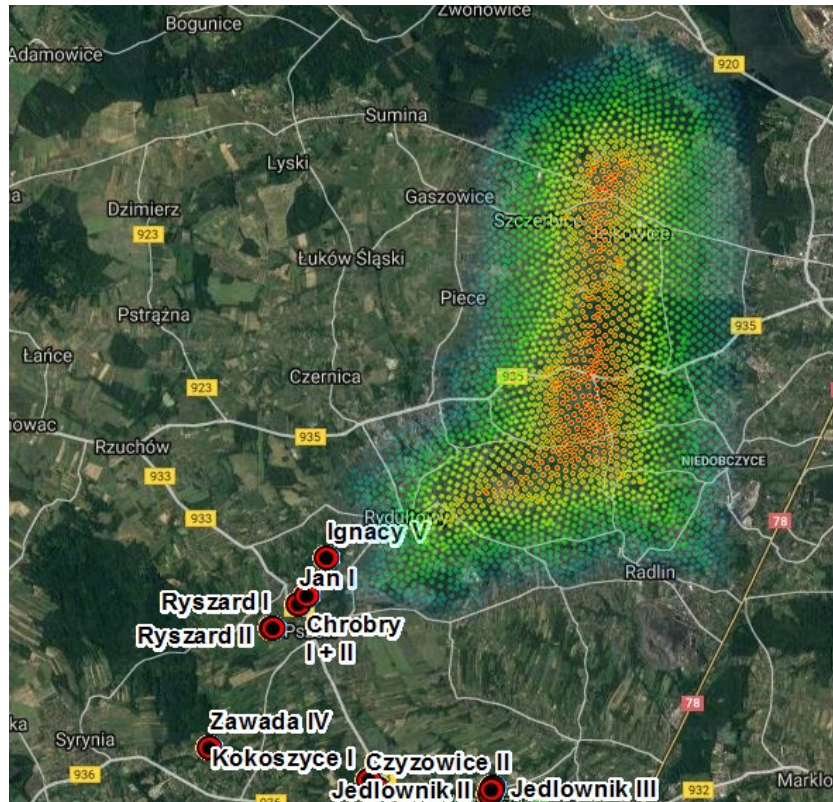 Zwonowice
Bogunice
Adamowice
920
Sumina
Lyski
Gaszowice
Dzimierz
923
Szczerbice
Jejkowice
Łuków Śląski
Piece
Pstrążna
935
Łańce
Czernica
923
935
935
Rzuchów
NIEDOBCZYCE
933
933
Rydułtowy
78
Ignacy V
Jan I
Radlin
Ryszard I
Ryszard II
Chrobry
I + II
78
Zawada IV
Syrynia
Kokoszyce I
Czyzowice II
936
Jedlownik II
Jedlownik III
932
936